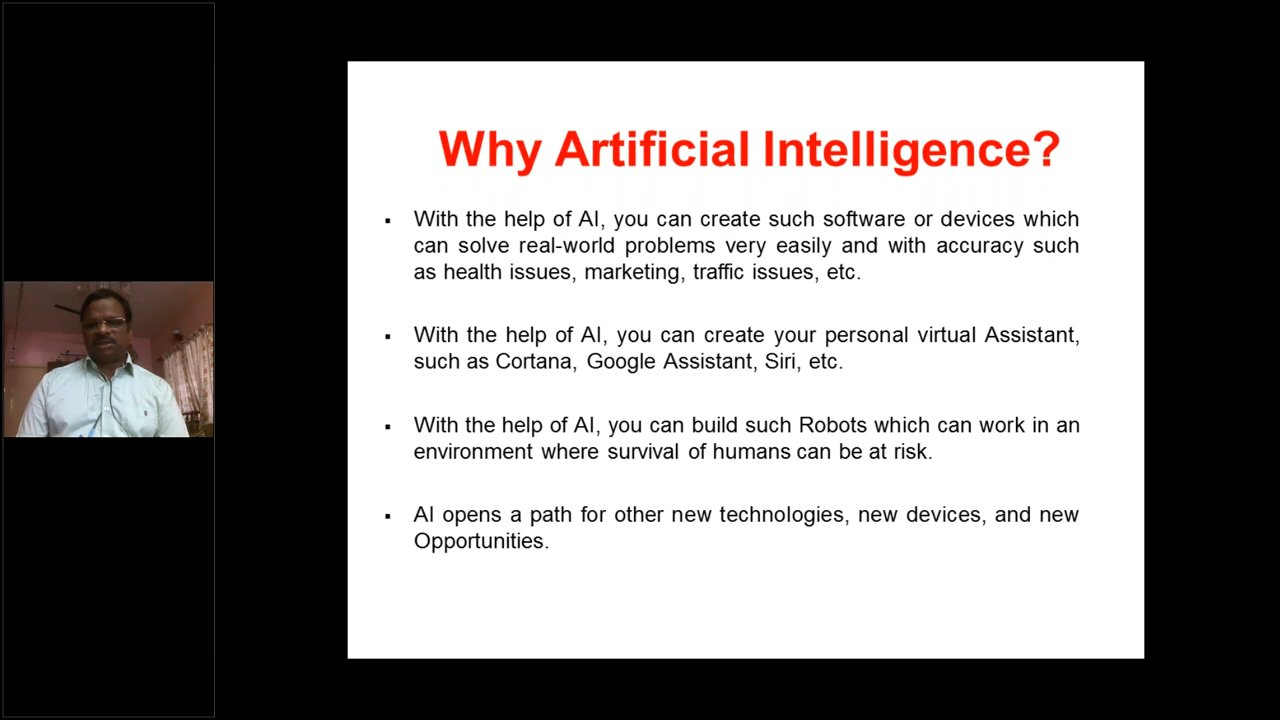 Why Artificial Intelligence?
▪ With the help of AI, you can create such software or devices which
can solve real-world problems very easily and with accuracy such
as health issues, marketing, traffic issues, etc.
▪ With the help of AI, you can create your personal virtual Assistant,
such as Cortana, Google Assistant, Siri, etc.
▪ With the help of AI, you can build such Robots which can work in an
environment where survival of humans can be at risk.
▪ AI opens a path for other new technologies, new devices, and new
Opportunities.